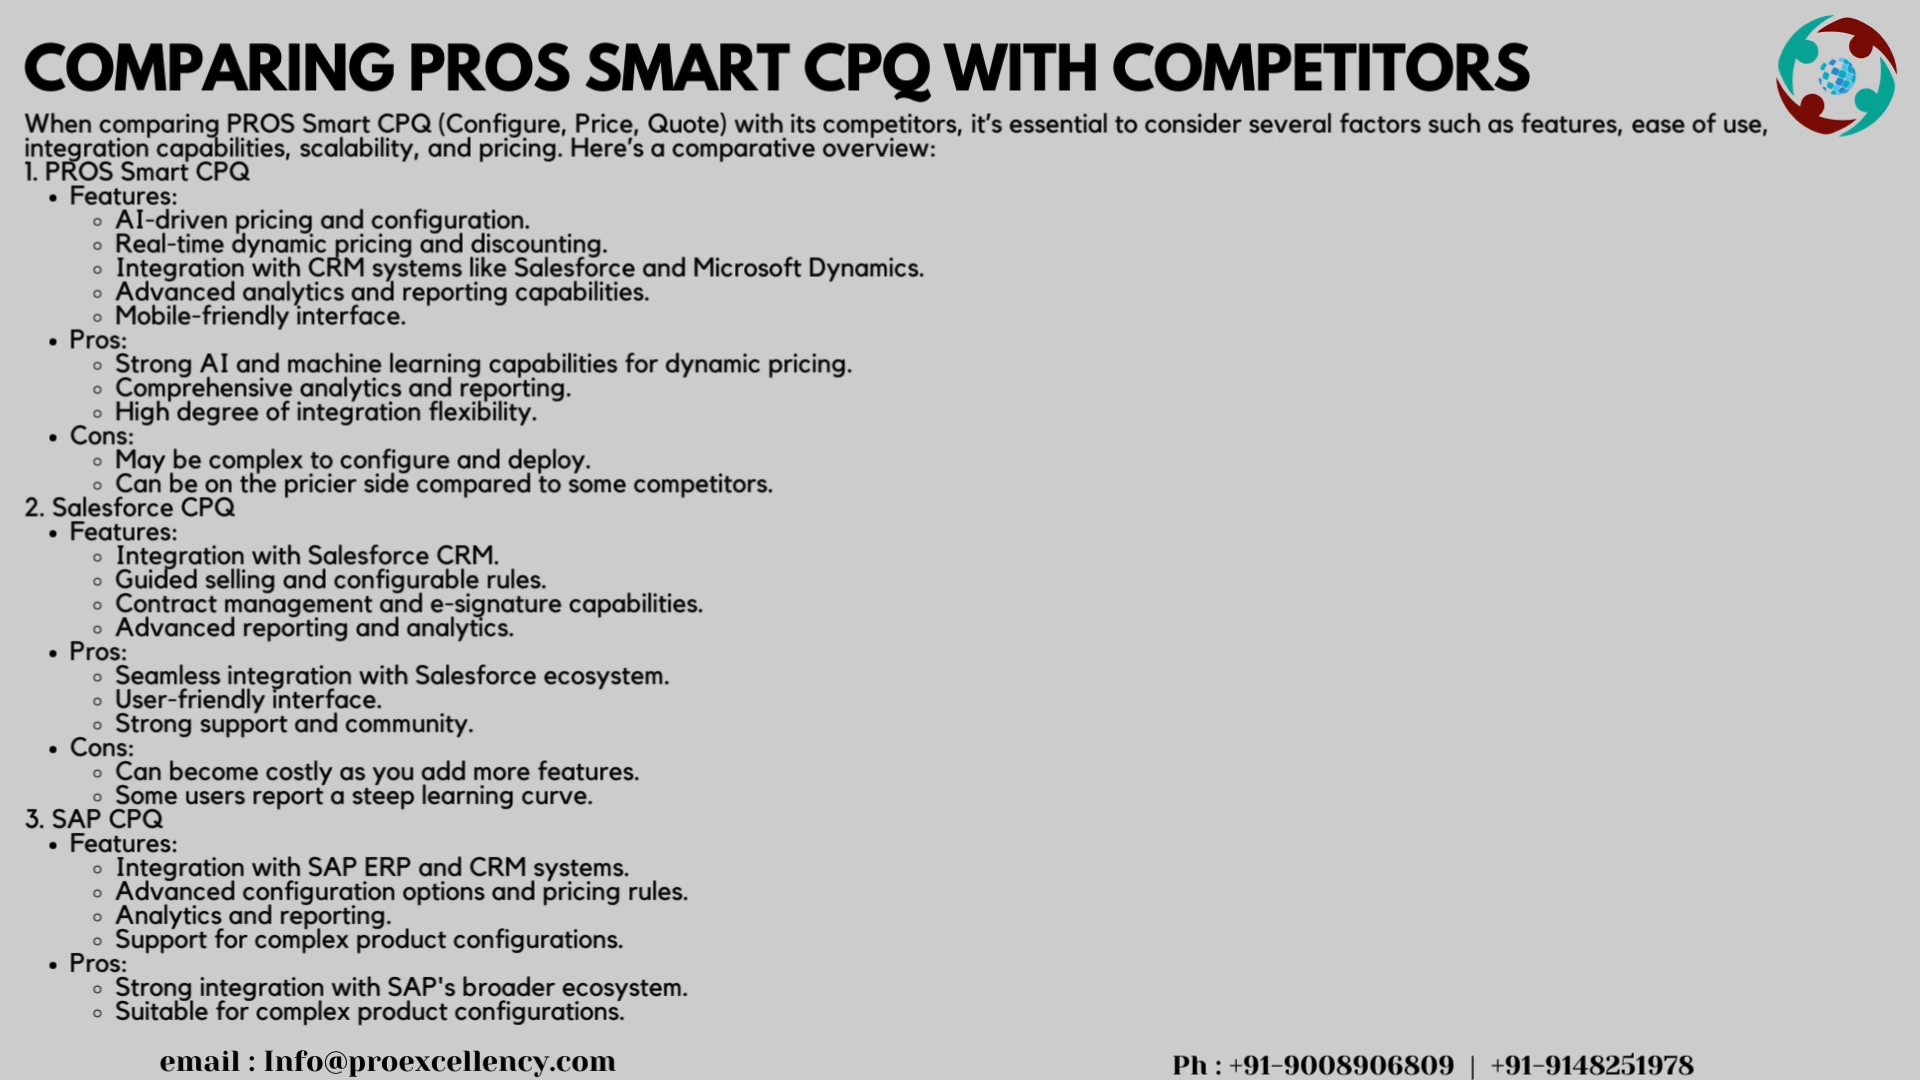 COMPARING PROS SMART CPQ WITH COMPETITORS
When comparing PROS Smart CPQ (Configure, Price, Quote) with its competitors, it's essential to consider several factors such as features, ease of use,
integration capabilities, scalability, and pricing. Here's a comparative overview:
1. PROS Smart CPQ
• Features:
◦ AI-driven pricing and configuration.
◦ Real-time dynamic pricing and discounting.
◦ Integration with CRM systems like Salesforce and Microsoft Dynamics.
◦ Advanced analytics and reporting capabilities.
◦ Mobile-friendly interface.
• Pros:
◦ Strong AI and machine learning capabilities for dynamic pricing.
◦ Comprehensive analytics and reporting.
◦ High degree of integration flexibility.
• Cons:
◦ May be complex to configure and deploy.
◦ Can be on the pricier side compared to some competitors.
2. Salesforce CPQ
• Features:
◦ Integration with Salesforce CRM.
◦ Guided selling and configurable rules.
◦ Contract management and e-signature capabilities.
◦ Advanced reporting and analytics.
• Pros:
◦ Seamless integration with Salesforce ecosystem.
◦ User-friendly interface.
◦ Strong support and community.
• Cons:
◦ Can become costly as you add more features.
◦ Some users report a steep learning curve.
3. SAP CPQ
• Features:
◦ Integration with SAP ERP and CRM systems.
◦ Advanced configuration options and pricing rules.
◦ Analytics and reporting.
◦ Support for complex product configurations.
• Pros:
◦ Strong integration with SAP's broader ecosystem.
◦ Suitable for complex product configurations.
email : Info@proexcellency.com
Ph : +91-9008906809 | +91-9148251978